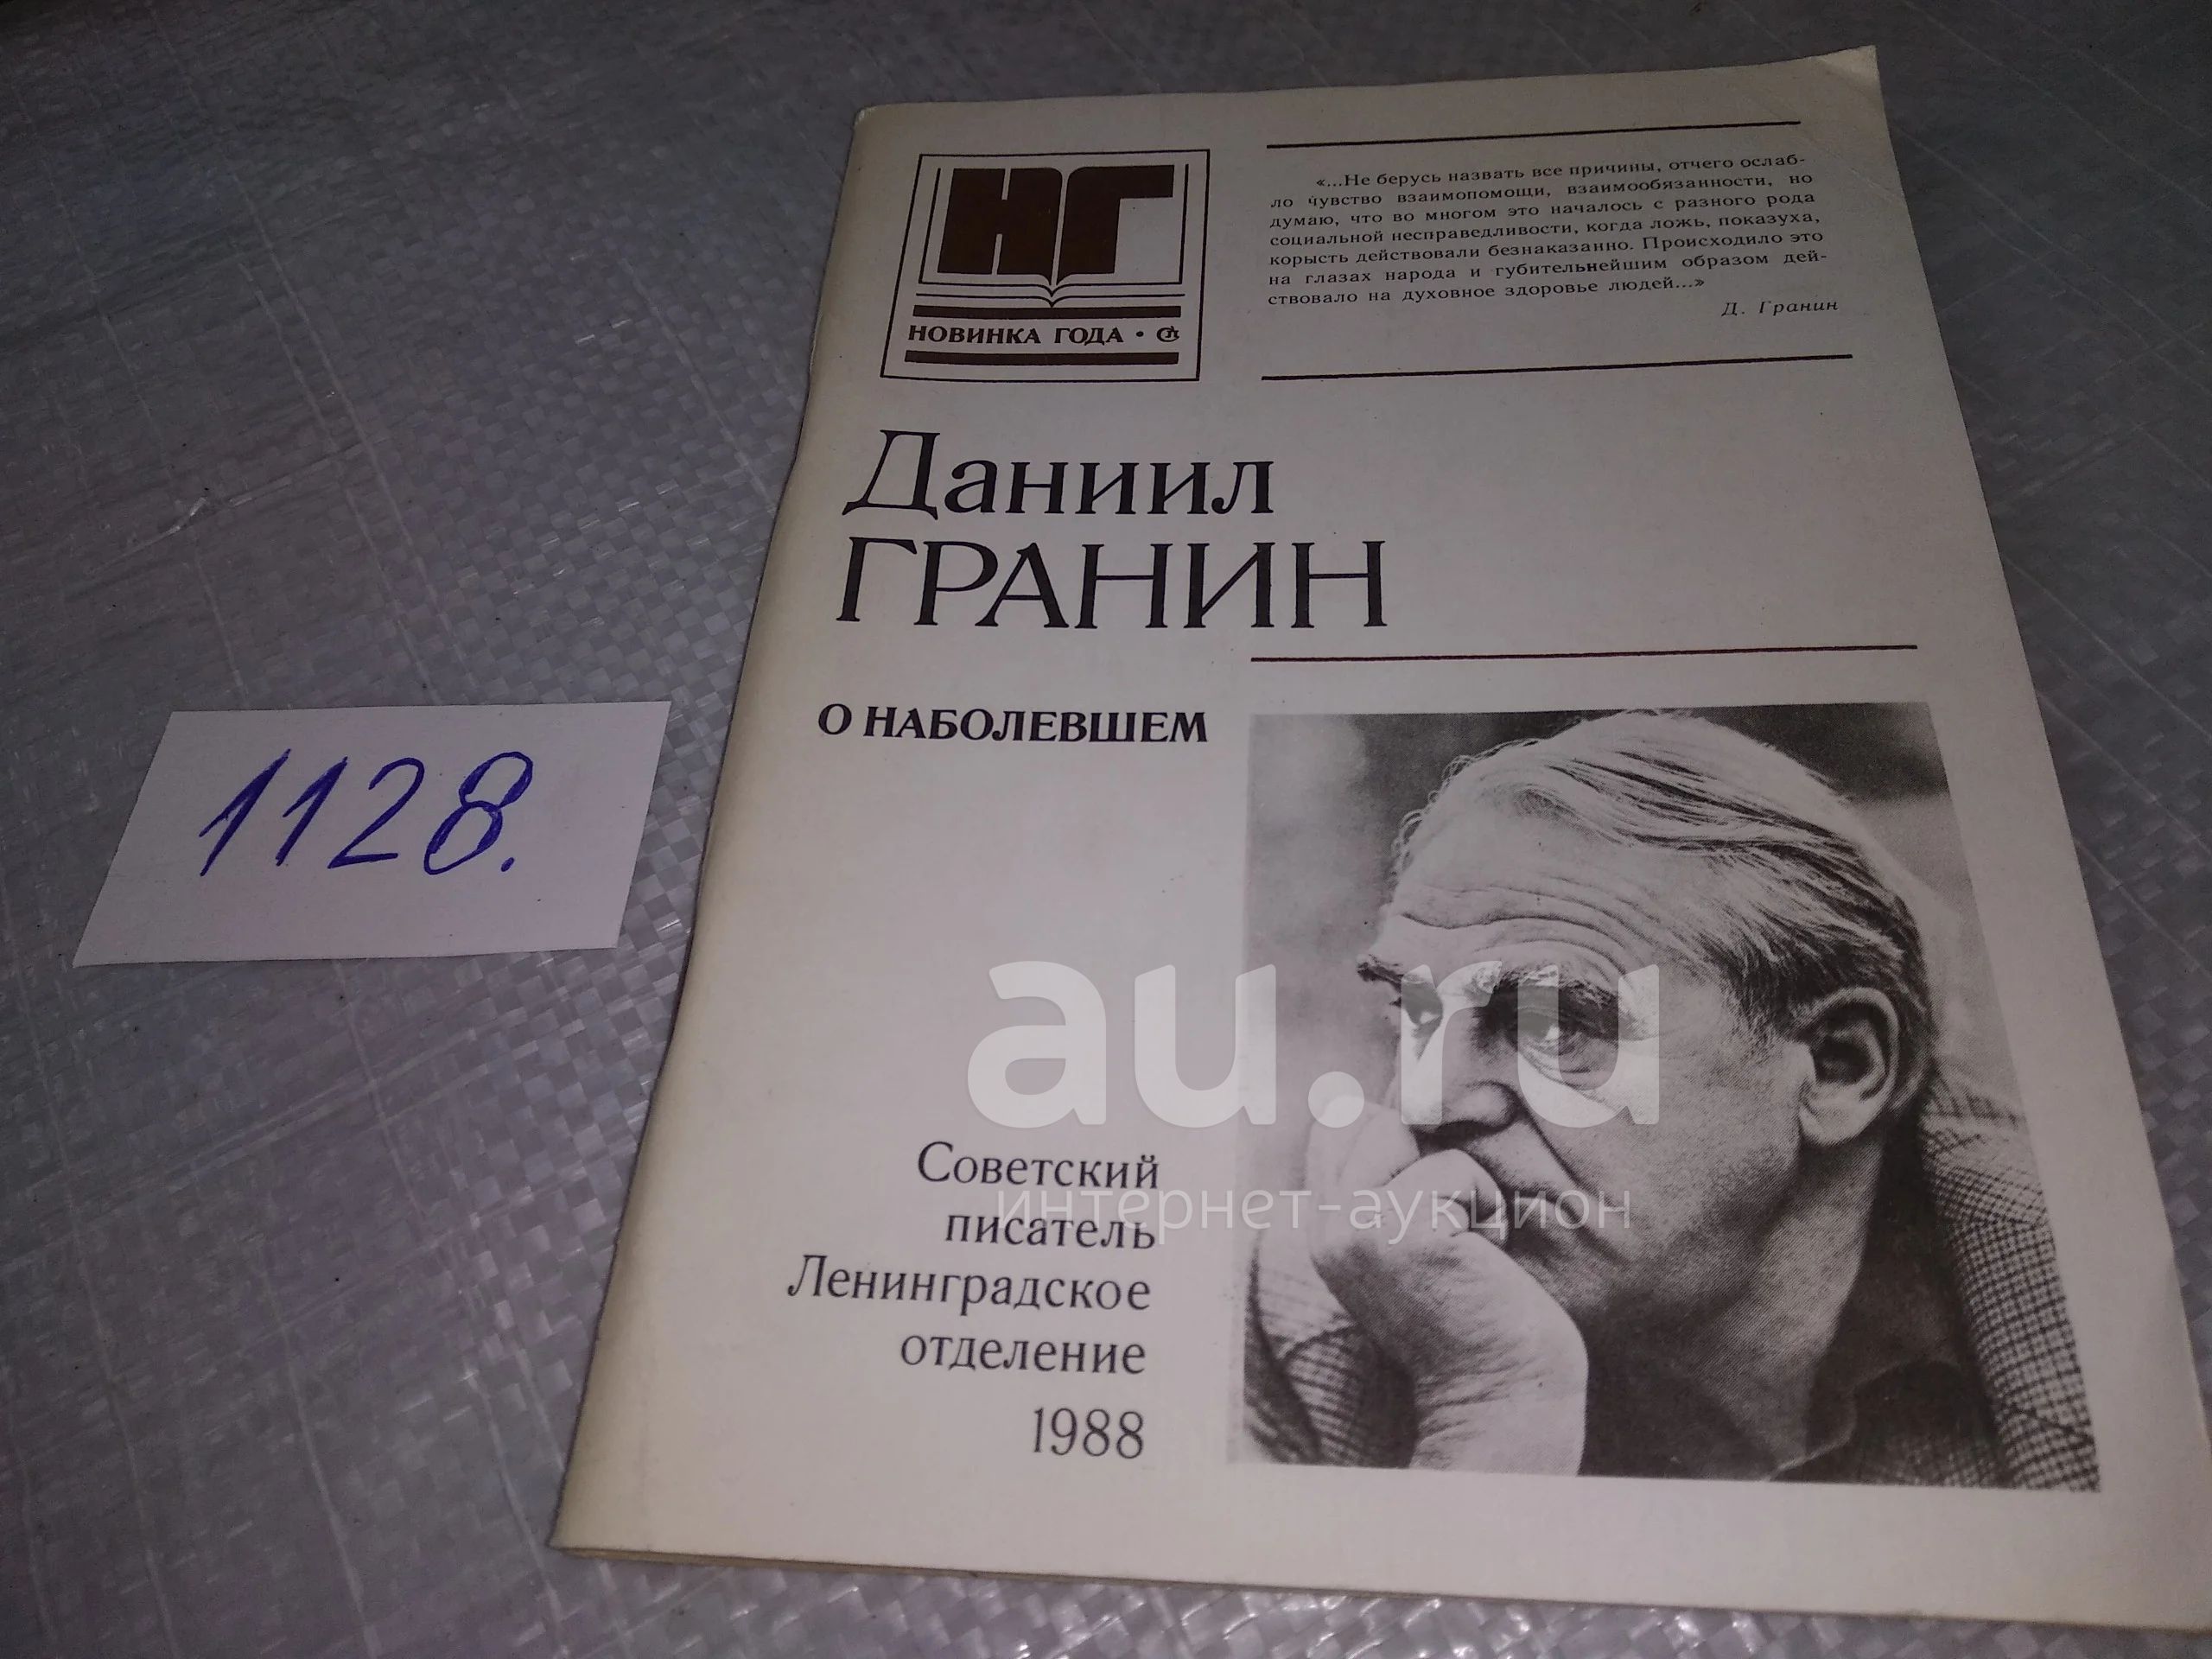 НГ
НОВИНКА ГОДА •
«...Не берусь назвать все причины, отчего ослаб-
ло чувство взаимопомощи, взаимообязанности, но
думаю, что во многом это началось с разного рода
социальной несправедливости, когда ложь, показуха,
корысть действовали безнаказанно. Происходило это
на глазах народа и губительнейшим образом дей-
ствовало на духовное здоровье людей...»
Д. Гранин
Даниил
ГРАНИН
О НАБОЛЕВШЕМ
1128.
au.ru
интернет-аукцион
Советский
писатель
Ленинградское
отделение
1988